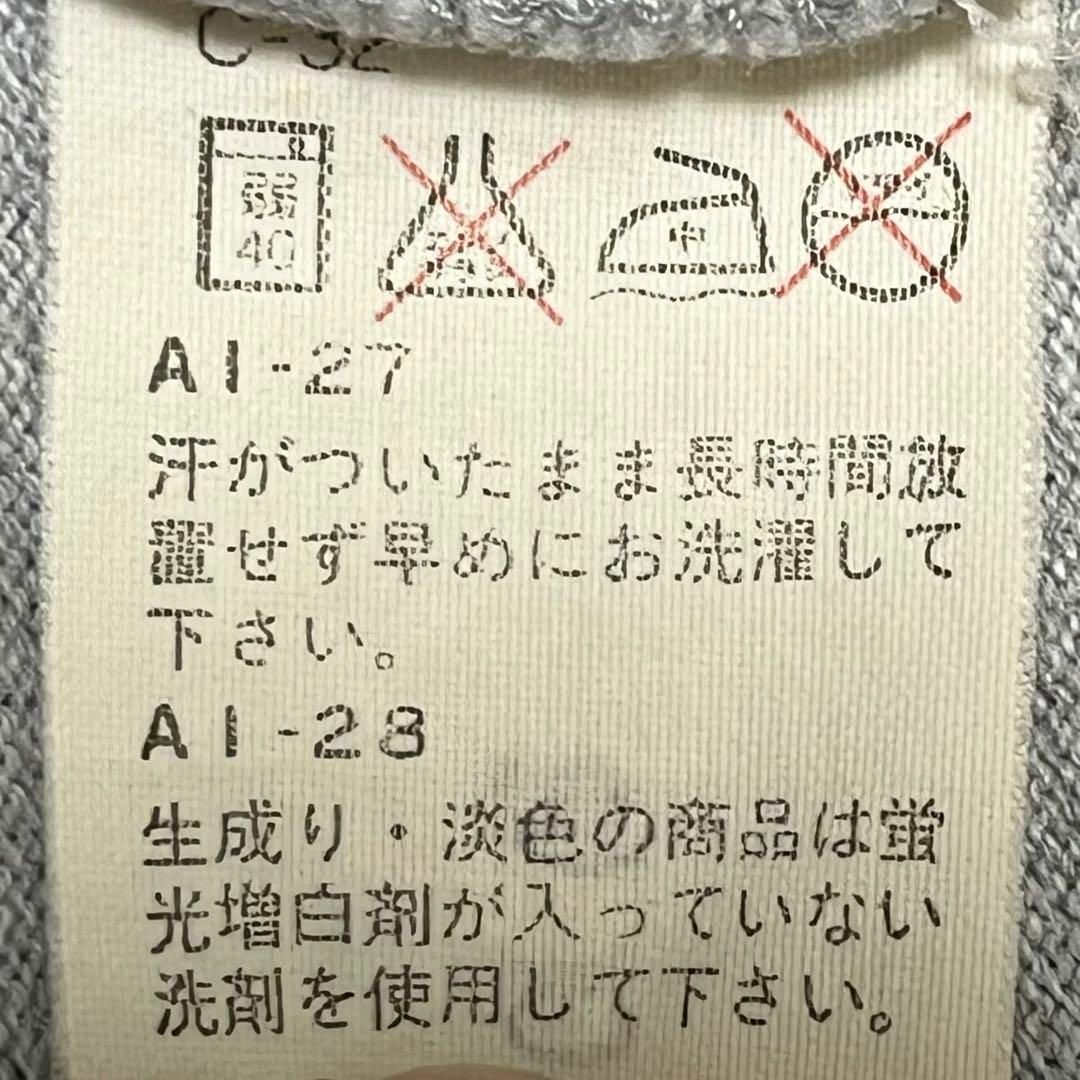 C-32
弱
40
中
A1-27
汗がついたまま長時間放
置せず早めにお洗濯して
下さい。
A1-28
生成り・淡色の商品は蛍
光増白剤が入っていない
洗剤を使用して下さい。